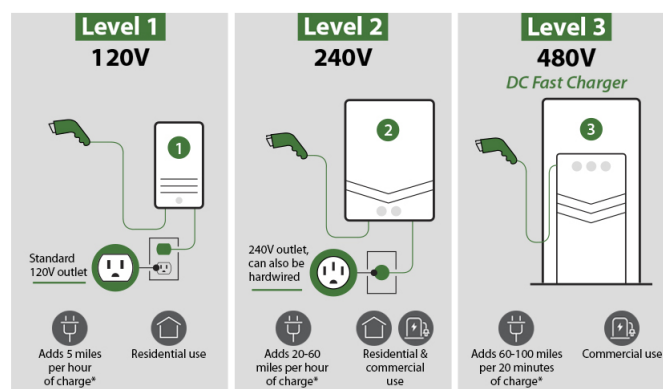 Level 1
120V
1
Standard
120V outlet
Adds 5 miles
per hour
of charge*
Residential use
Level 2
240V
2
240V outlet,
can also be
hardwired
Adds 20-60
miles per hour
of charge*
Residential &
commercial
use
Level 3
480V
DC Fast Charger
3
Adds 60-100 miles
per 20 minutes
of charge*
Commercial use